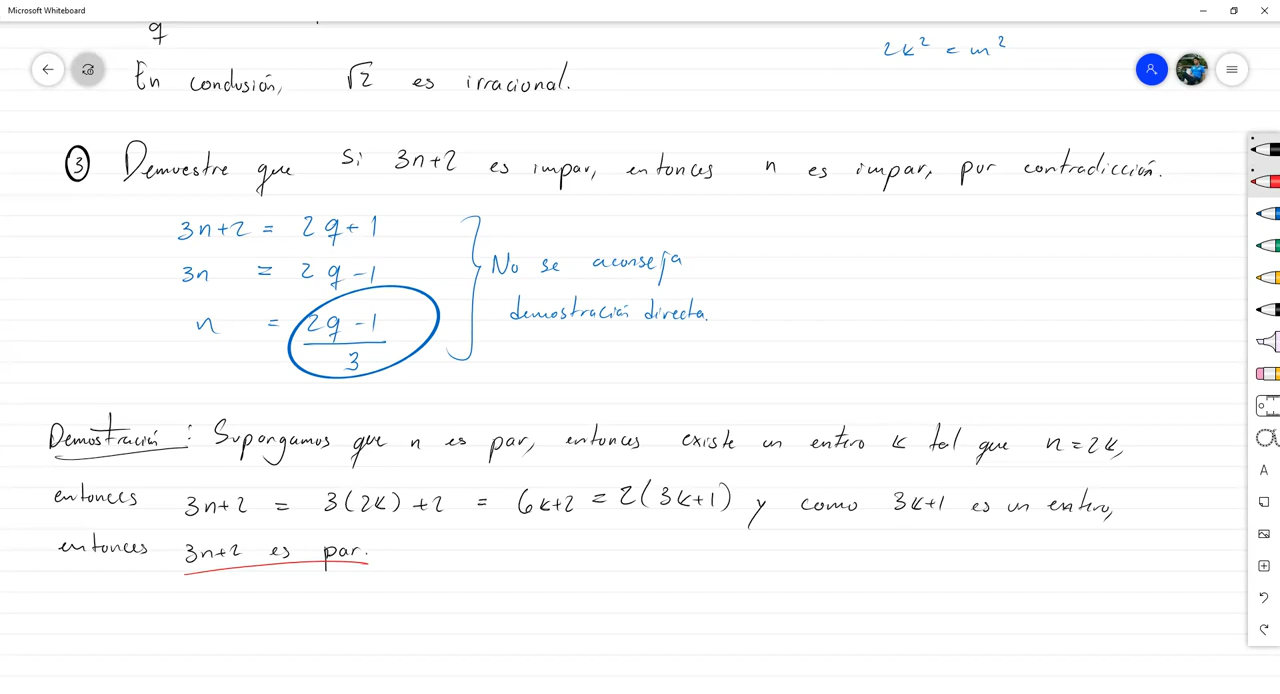 Microsoft Whiteboard
q
2k² = m²
En conclusión, √2 es irracional.
③ Demuestre que si 3n+2 es impar, entonces n es impar, por contradicción.
3n+2 = 2q+1
3n = 2q-1
n = (2q-1)/3
No se aconseja
demostración directa.
Demostración: Supongamos que n es par, entonces existe un entero k tal que n=2k,
entonces 3n+2 = 3(2k)+2 = 6k+2 = 2(3k+1) y como 3k+1 es un entero,
entonces 3n+2 es par.
A